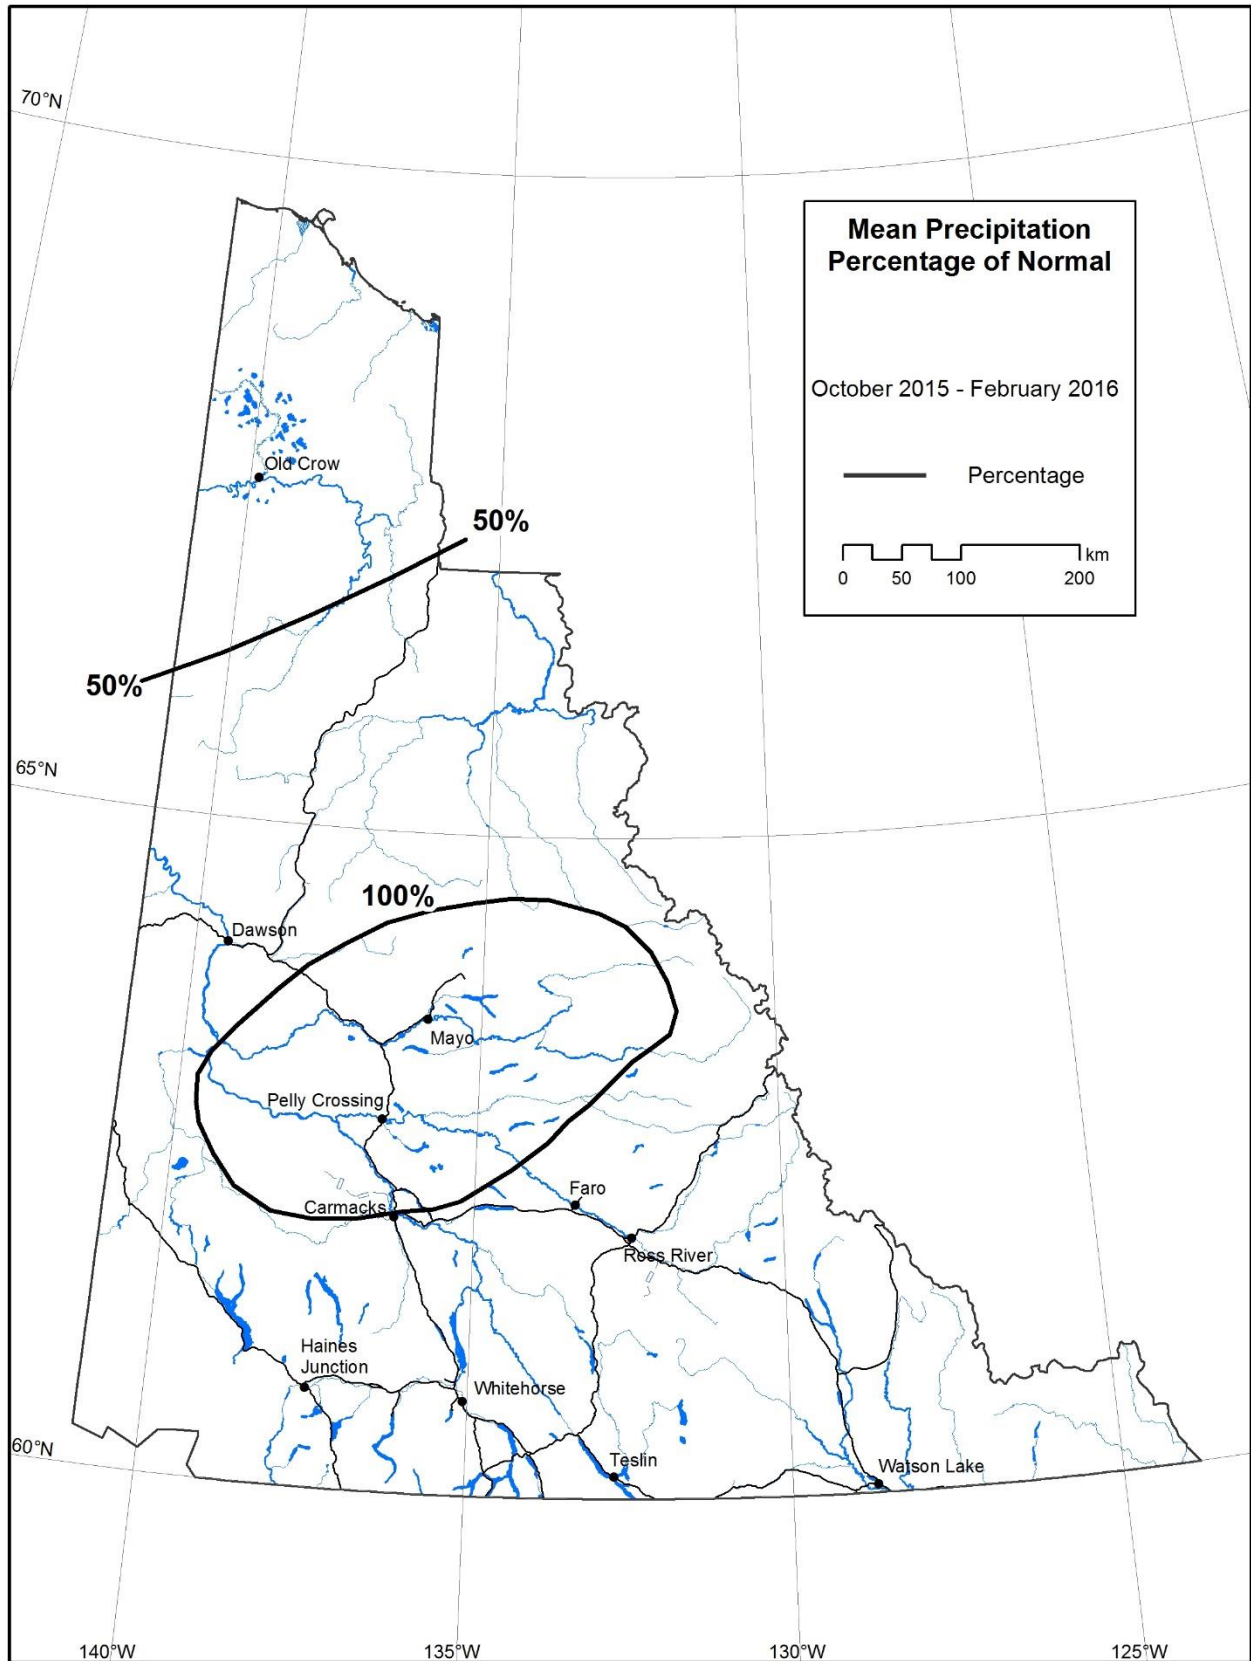 70°N
Mean Precipitation
Percentage of Normal
October 2015 - February 2016
Percentage
km
0 50 100 200
Old Crow
50%
50%
65°N
100%
Dawson
Mayo
Pelly Crossing
Carmacks
Faro
Ross River
Haines
Junction
Whitehorse
Teslin
Watson Lake
60°N
140°W 135°W 130°W 125°W